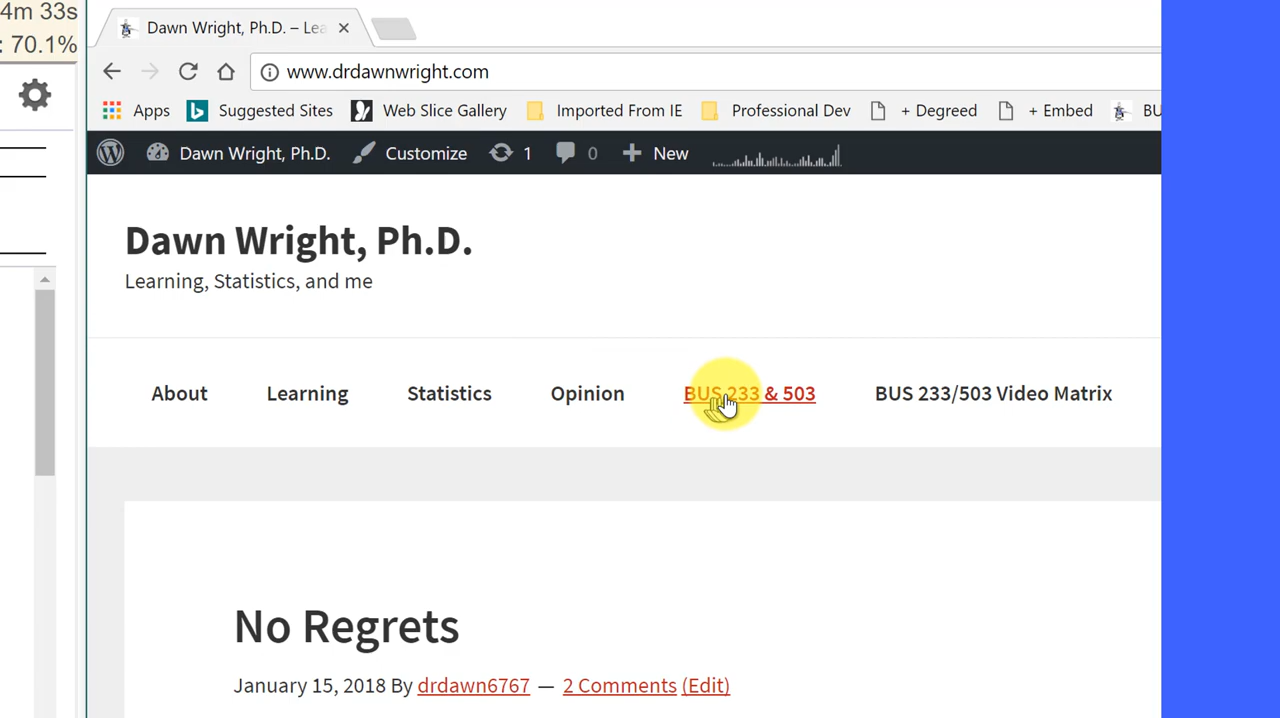 4m 33s
: 70.1%
Dawn Wright, Ph.D. – Lea
www.drdawnwright.com
Apps Suggested Sites Web Slice Gallery Imported From IE Professional Dev + Degreed + Embed BU
Dawn Wright, Ph.D. Customize 1 0 New
Dawn Wright, Ph.D.
Learning, Statistics, and me
About Learning Statistics Opinion BUS 233 & 503 BUS 233/503 Video Matrix
No Regrets
January 15, 2018 By drdawn6767 — 2 Comments (Edit)